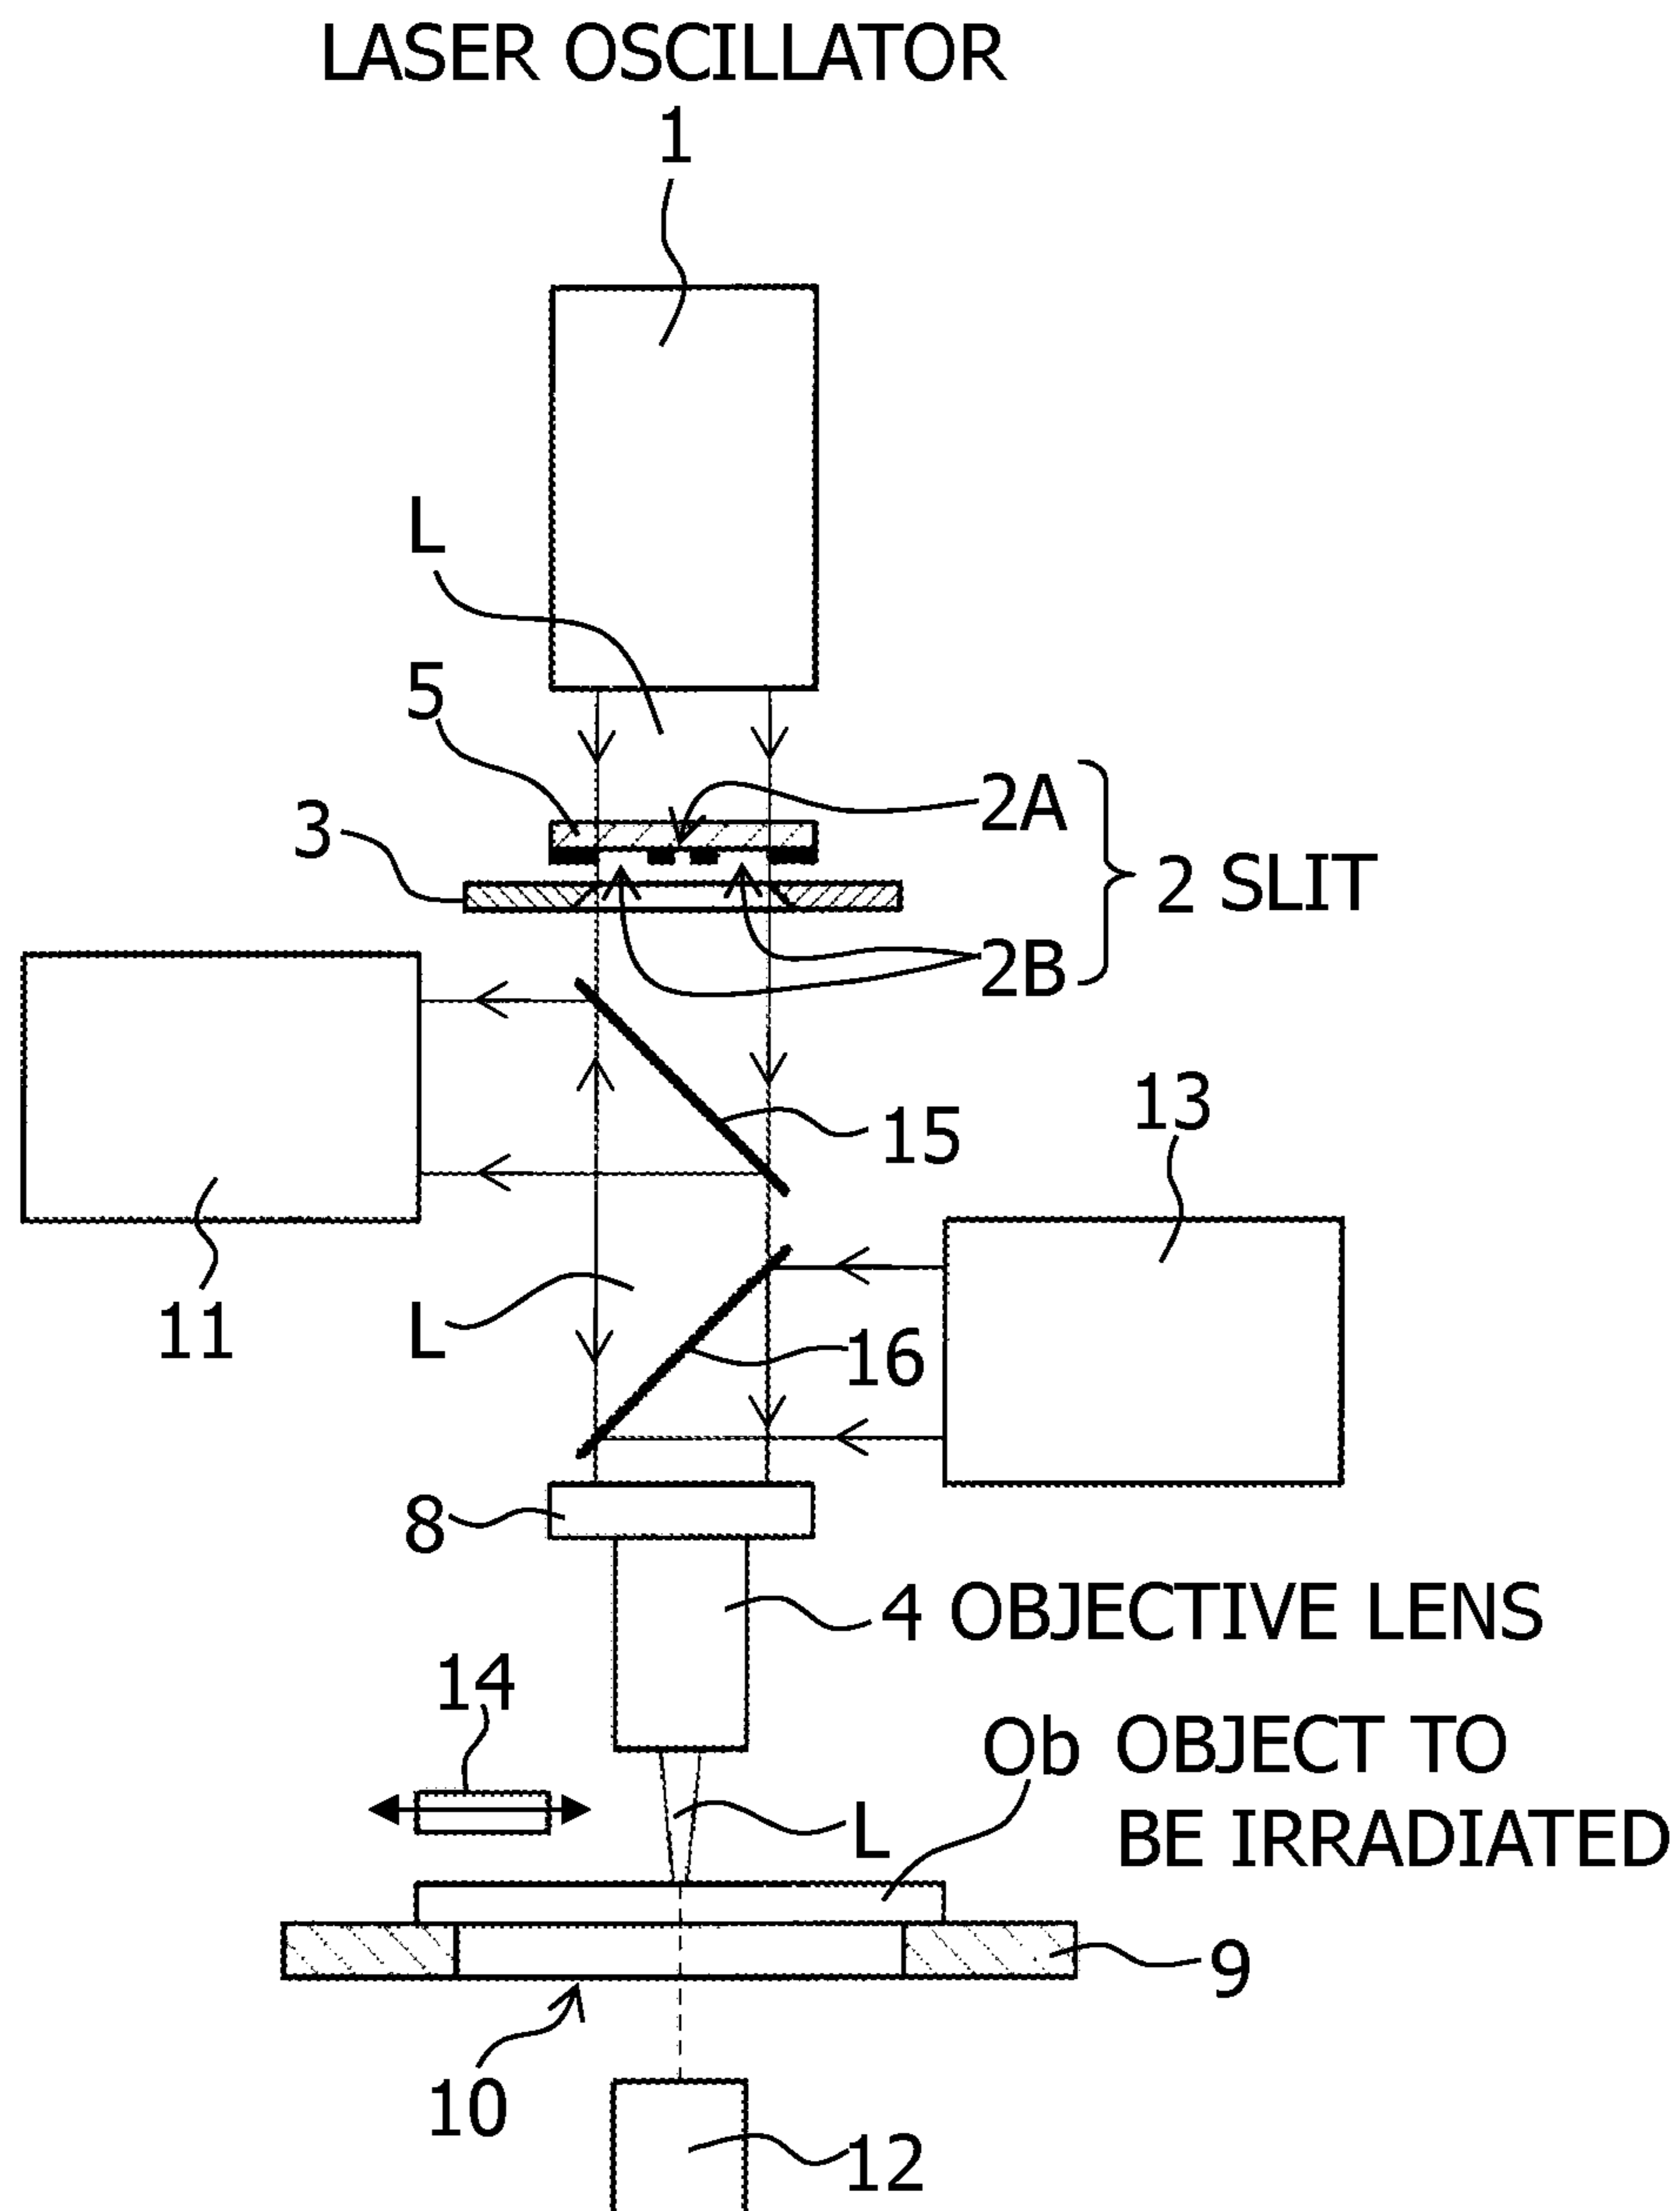 LASER OSCILLATOR
1
L
5
2A
3
2 SLIT
2B
13
15
11
L
16
8
4 OBJECTIVE LENS
14
Ob OBJECT TO
BE IRRADIATED
L
9
10
12